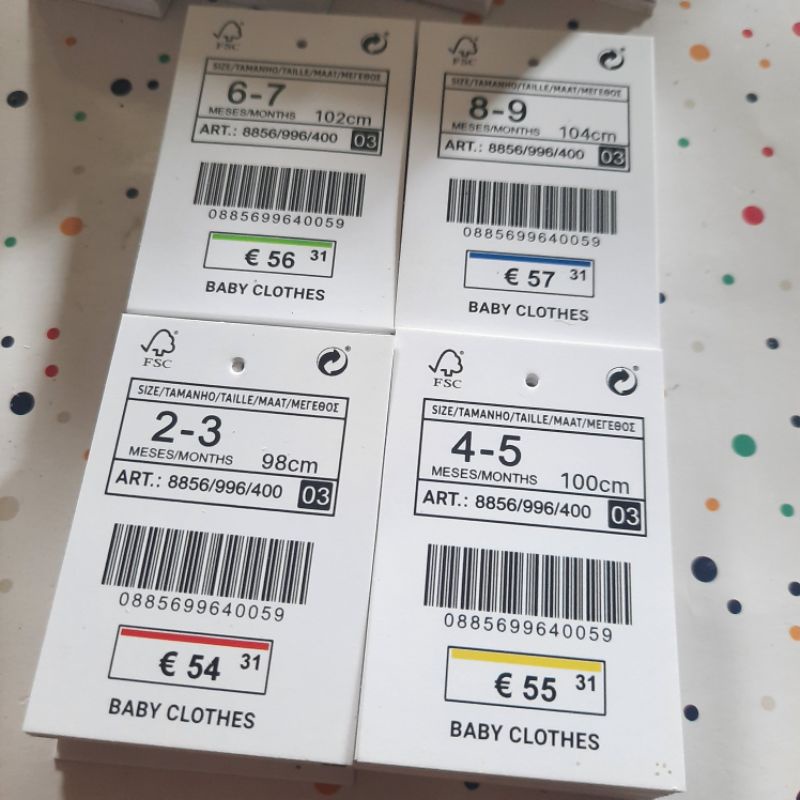 FSC
SIZE/TAMANHO/TAILLE/MAAT/ΜΕΓΕΘΟΣ
6-7
MESES/MONTHS 102cm
ART.: 8856/996/400 03
0885699640059
€ 56 31
BABY CLOTHES
FSC
SIZE/TAMANHO/TAILLE/MAAT/ΜΕΓΕΘΟΣ
8-9
MESES/MONTHS 104cm
ART.: 8856/996/400 03
0885699640059
€ 57 31
BABY CLOTHES
FSC
SIZE/TAMANHO/TAILLE/MAAT/ΜΕΓΕΘΟΣ
2-3
MESES/MONTHS 98cm
ART.: 8856/996/400 03
0885699640059
€ 54 31
BABY CLOTHES
FSC
SIZE/TAMANHO/TAILLE/MAAT/ΜΕΓΕΘΟΣ
4-5
MESES/MONTHS 100cm
ART.: 8856/996/400 03
0885699640059
€ 55 31
BABY CLOTHES